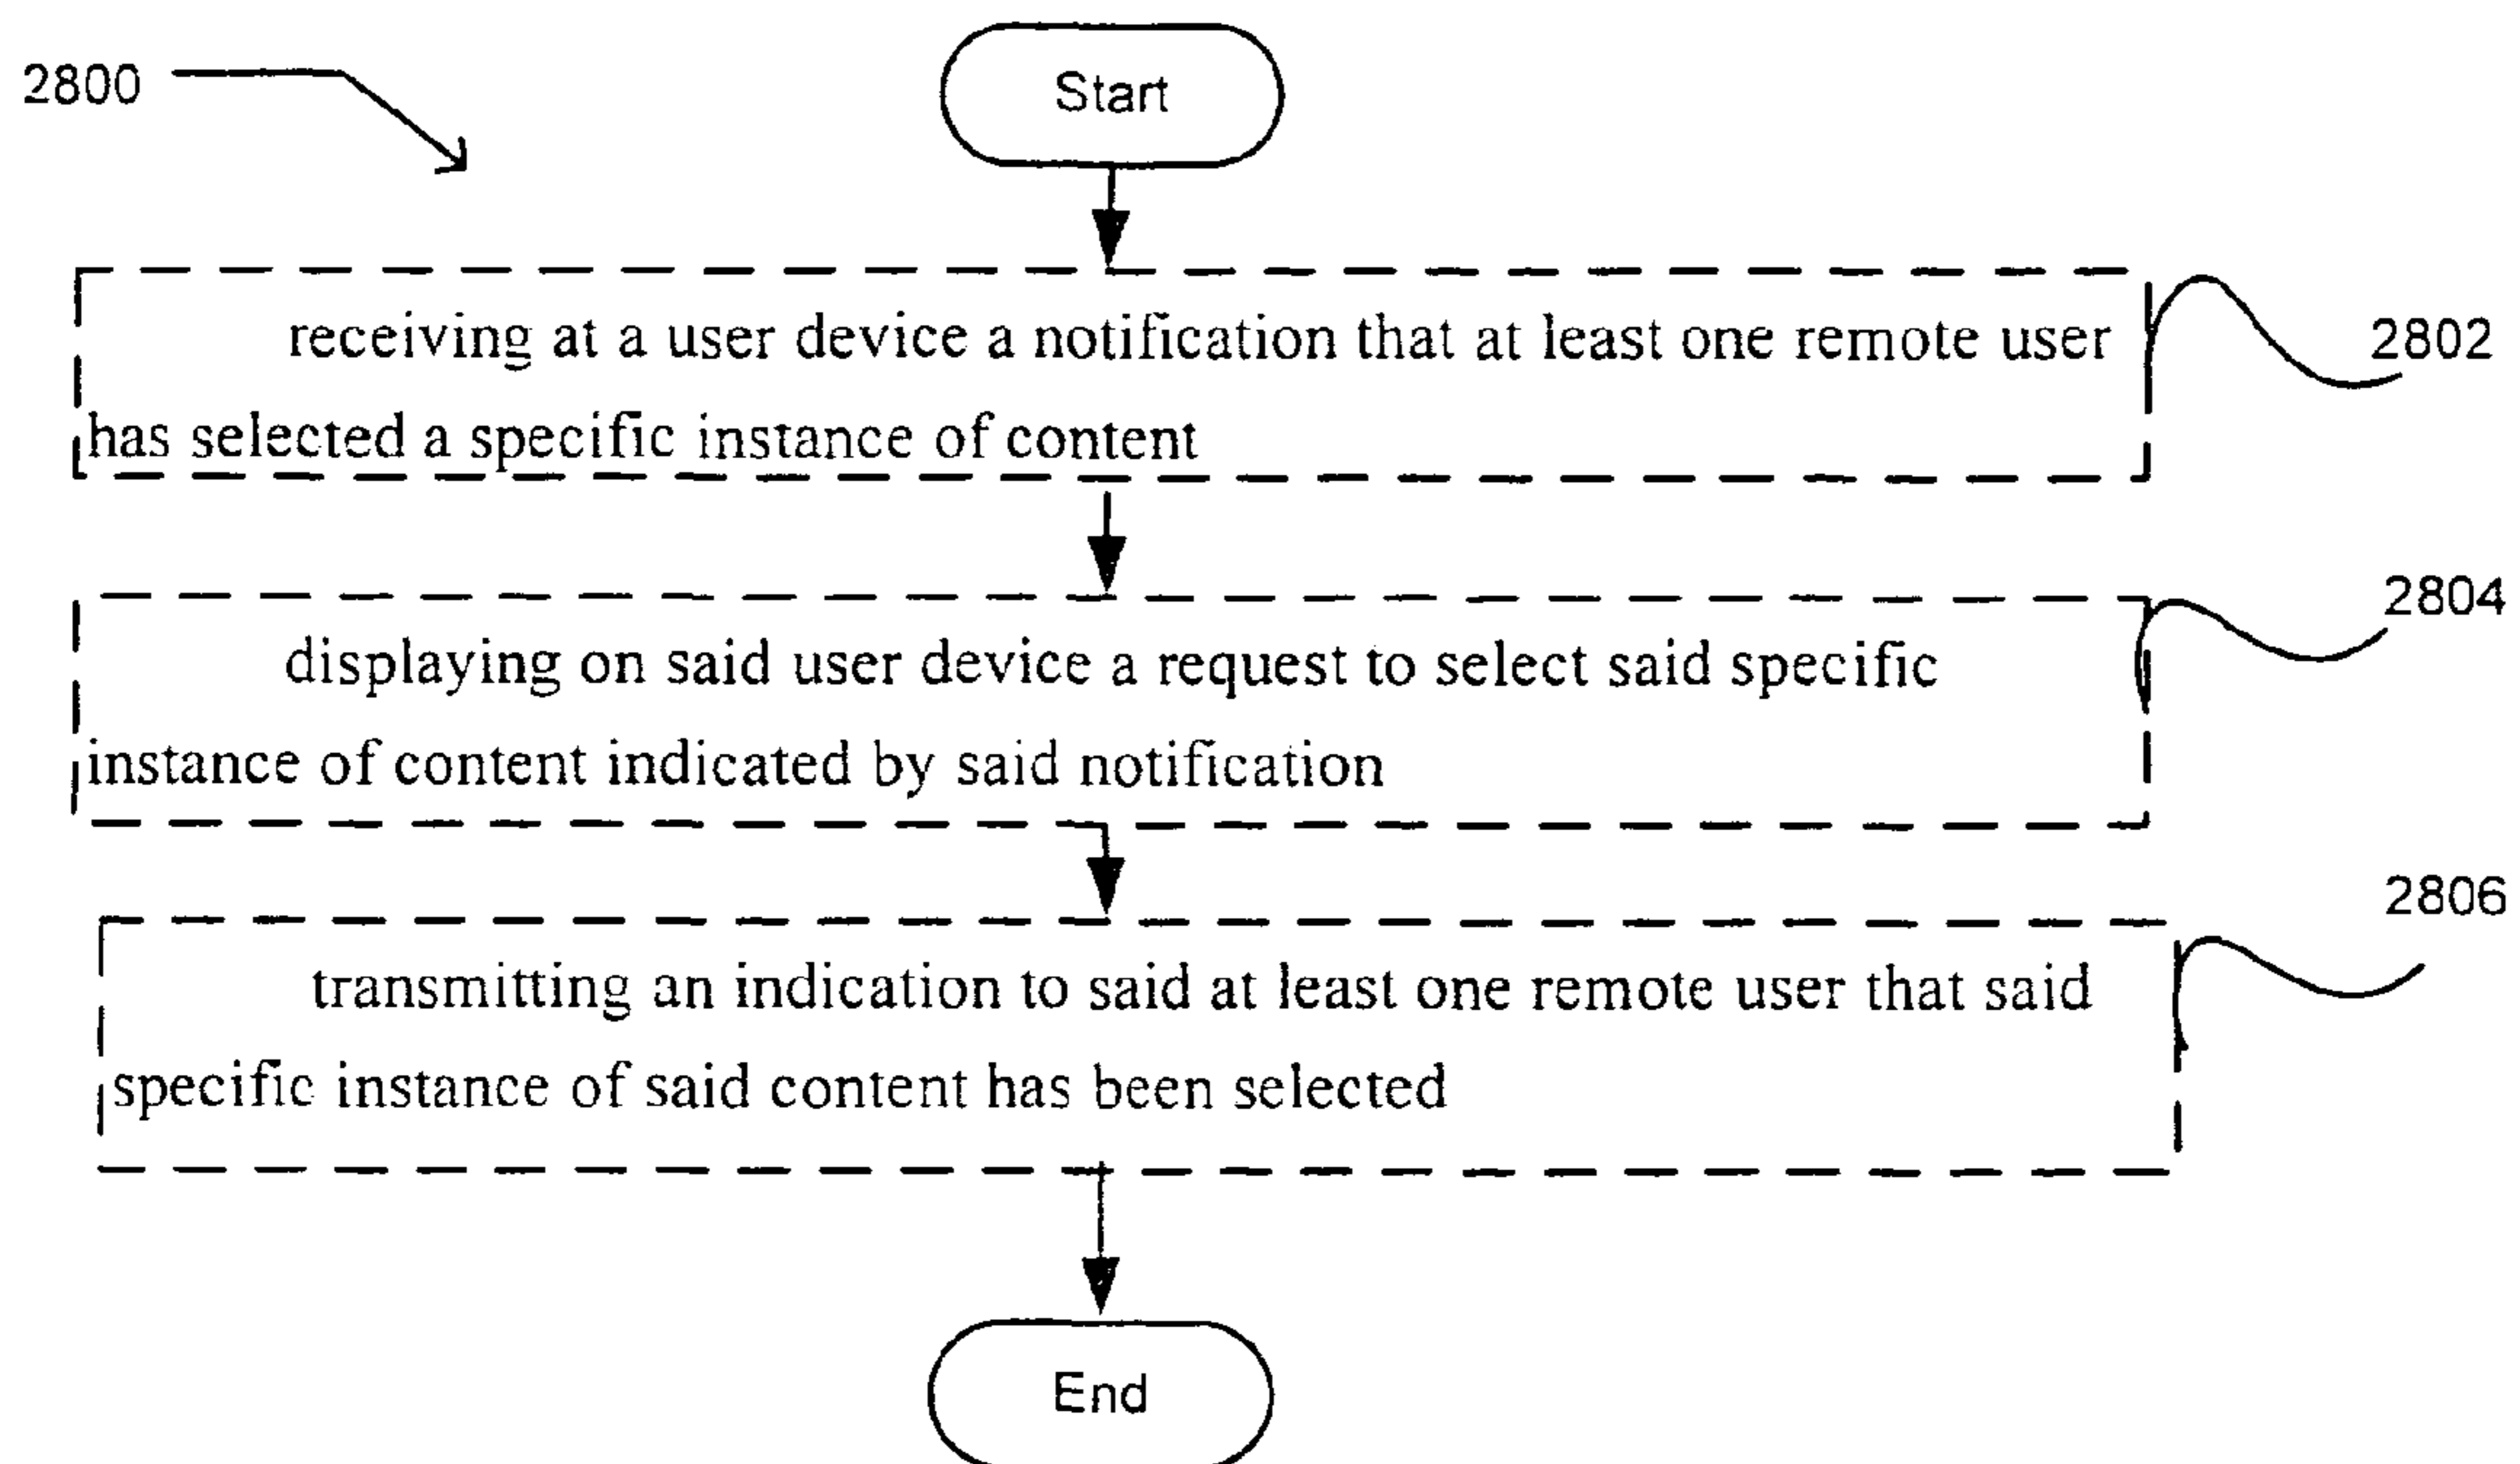 2800
Start
receiving at a user device a notification that at least one remote user
has selected a specific instance of content
2802
displaying on said user device a request to select said specific
instance of content indicated by said notification
2804
transmitting an indication to said at least one remote user that said
specific instance of said content has been selected
2806
End